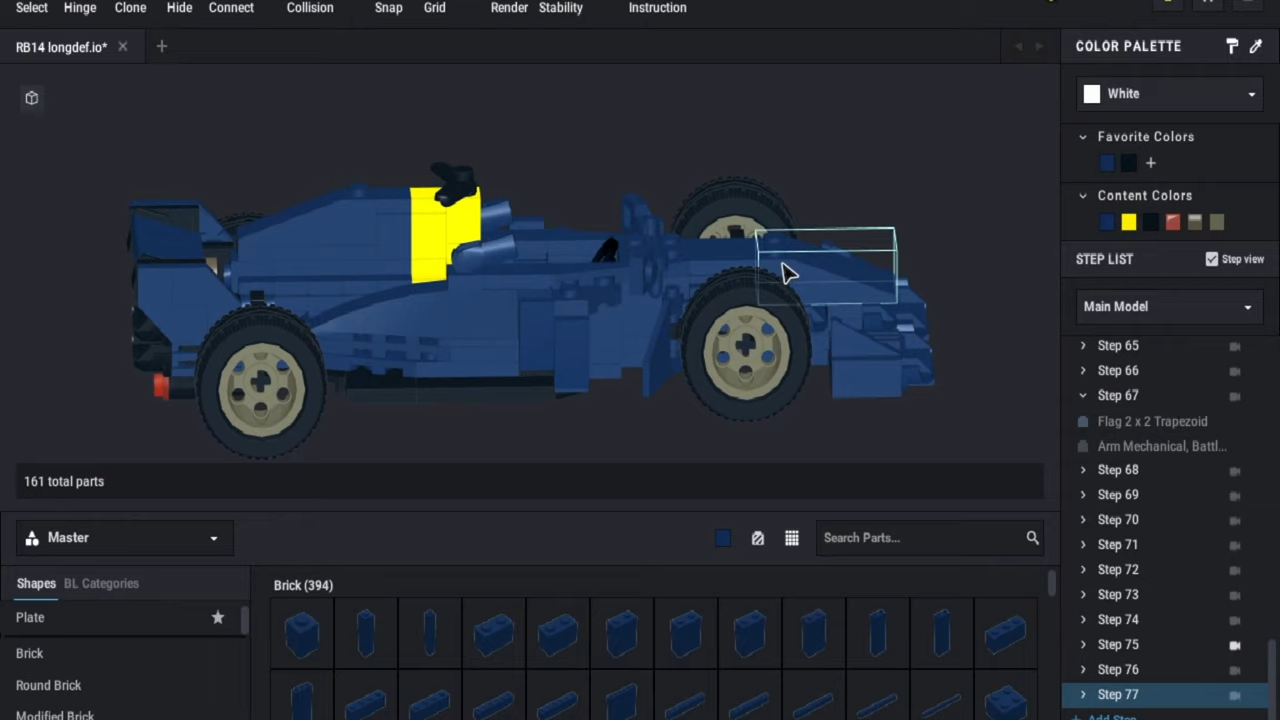 Select Hinge Clone Hide Connect Collision Snap Grid Render Stability Instruction
RB14 longdef.io*
COLOR PALETTE
White
Favorite Colors
Content Colors
STEP LIST
Step view
Main Model
Step 65
Step 66
Step 67
Flag 2 x 2 Trapezoid
Arm Mechanical, Battl...
Step 68
Step 69
Step 70
Step 71
Step 72
Step 73
Step 74
Step 75
Step 76
Step 77
Add Step
161 total parts
Master
Search Parts...
Shapes BL Categories
Plate
Brick
Round Brick
Modified Brick
Brick (394)